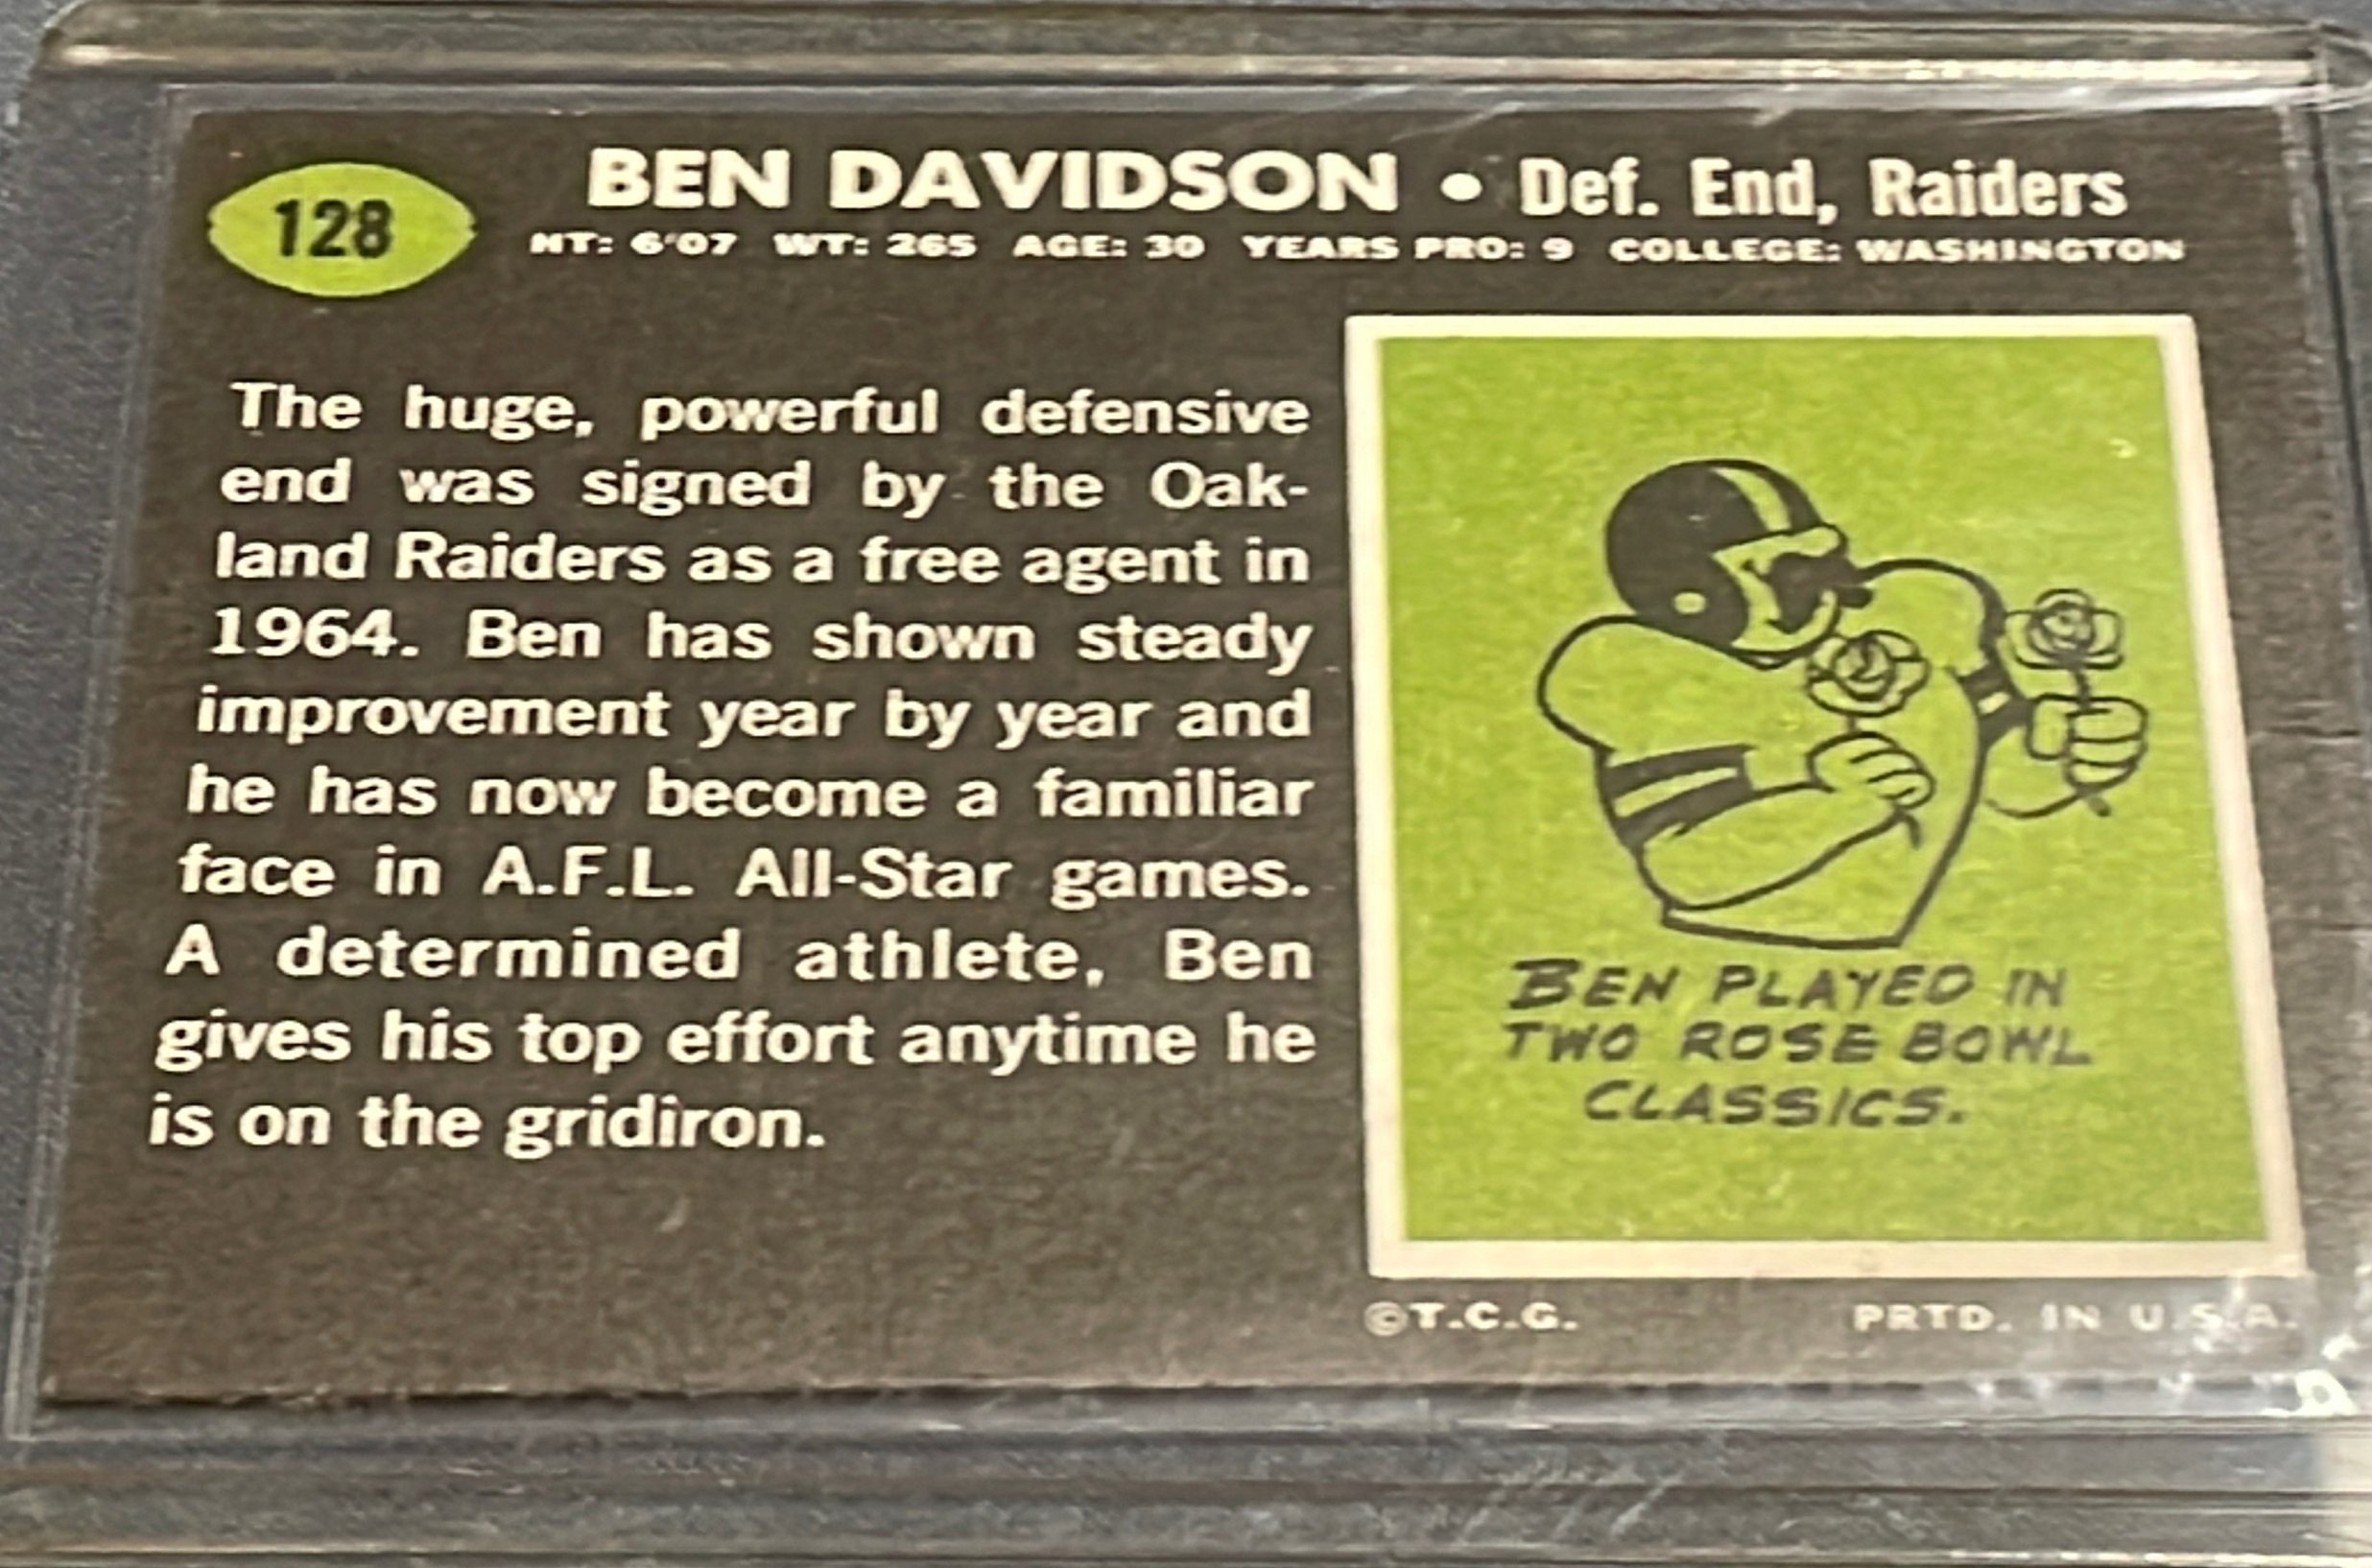 128
BEN DAVIDSON • Def. End, Raiders
HT: 6'07 WT: 265 AGE: 30 YEARS PRO: 9 COLLEGE: WASHINGTON
The huge, powerful defensive
end was signed by the Oak-
land Raiders as a free agent in
1964. Ben has shown steady
improvement year by year and
he has now become a familiar
face in A.F.L. All-Star games.
A determined athlete, Ben
gives his top effort anytime he
is on the gridiron.
BEN PLAYED IN
TWO ROSE BOWL
CLASSICS.
©T.C.G. PRTD. IN U.S.A.